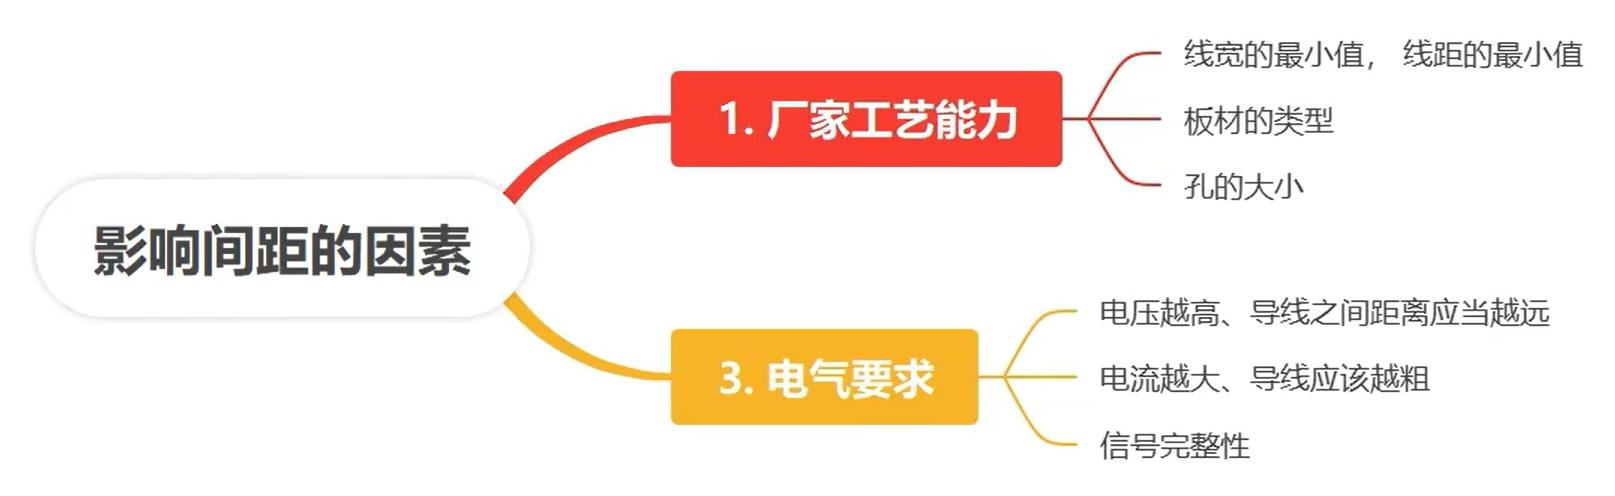 影响间距的因素
1. 厂家工艺能力
线宽的最小值， 线距的最小值
板材的类型
孔的大小
3. 电气要求
电压越高、导线之间距离应当越远
电流越大、导线应该越粗
信号完整性